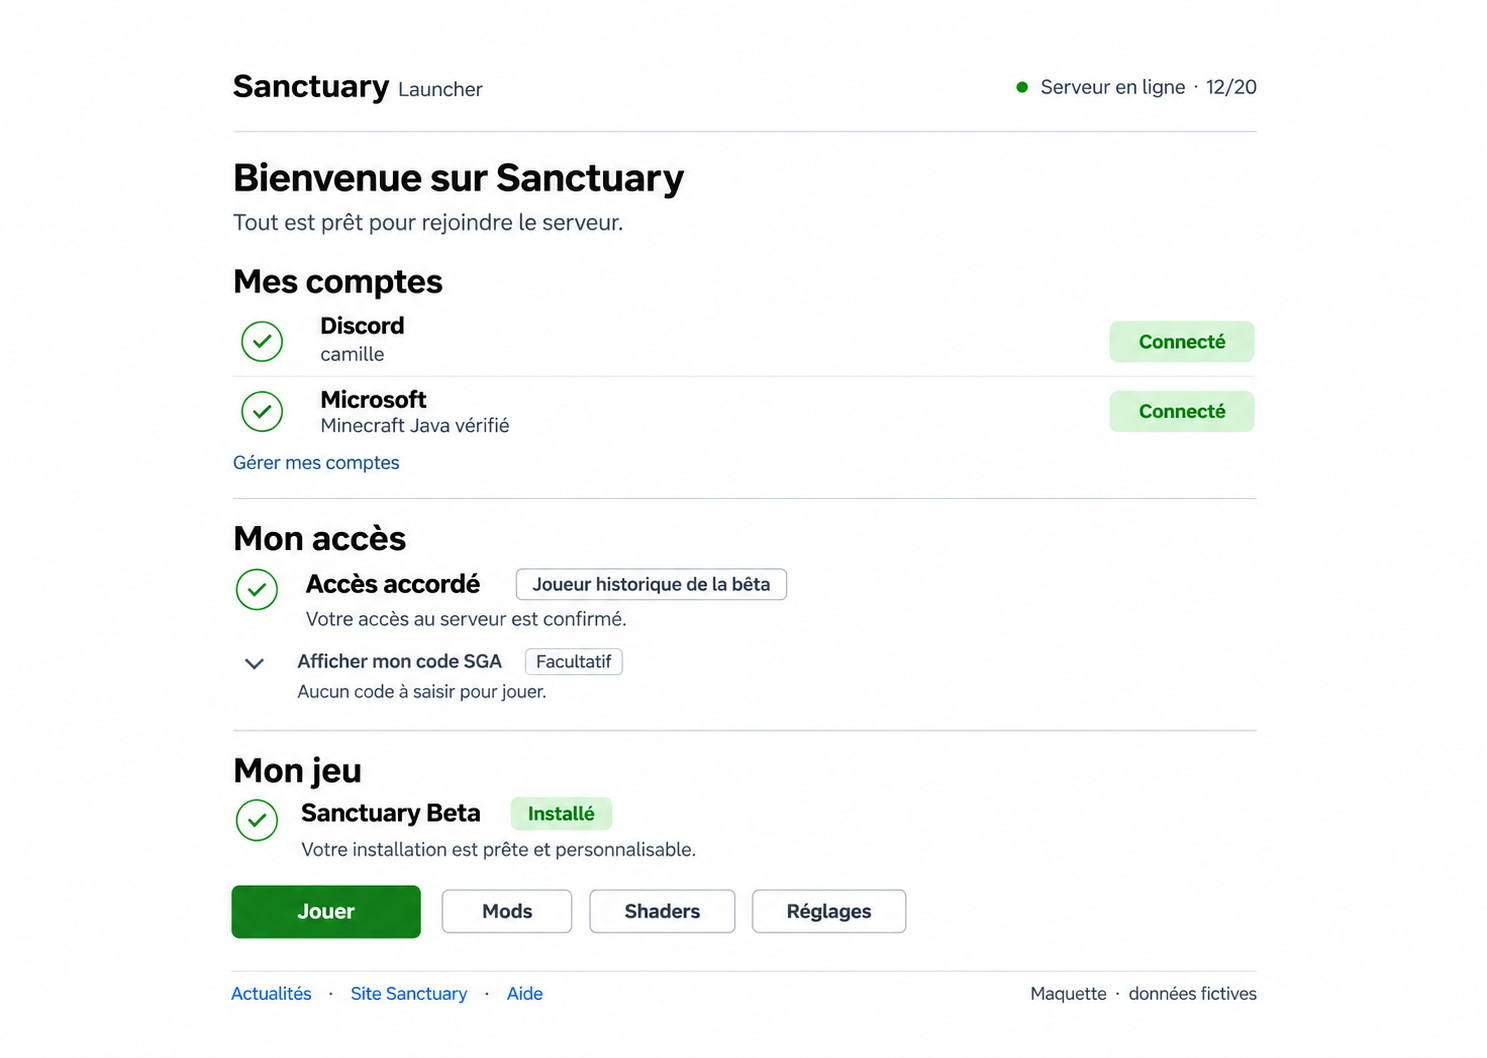 Sanctuary Launcher
Serveur en ligne · 12/20
Bienvenue sur Sanctuary
Tout est prêt pour rejoindre le serveur.
Mes comptes
Discord
camille
Connecté
Microsoft
Minecraft Java vérifié
Connecté
Gérer mes comptes
Mon accès
Accès accordé
Joueur historique de la bêta
Votre accès au serveur est confirmé.
Afficher mon code SGA
Facultatif
Aucun code à saisir pour jouer.
Mon jeu
Sanctuary Beta
Installé
Votre installation est prête et personnalisable.
Jouer
Mods
Shaders
Réglages
Actualités · Site Sanctuary · Aide
Maquette · données fictives